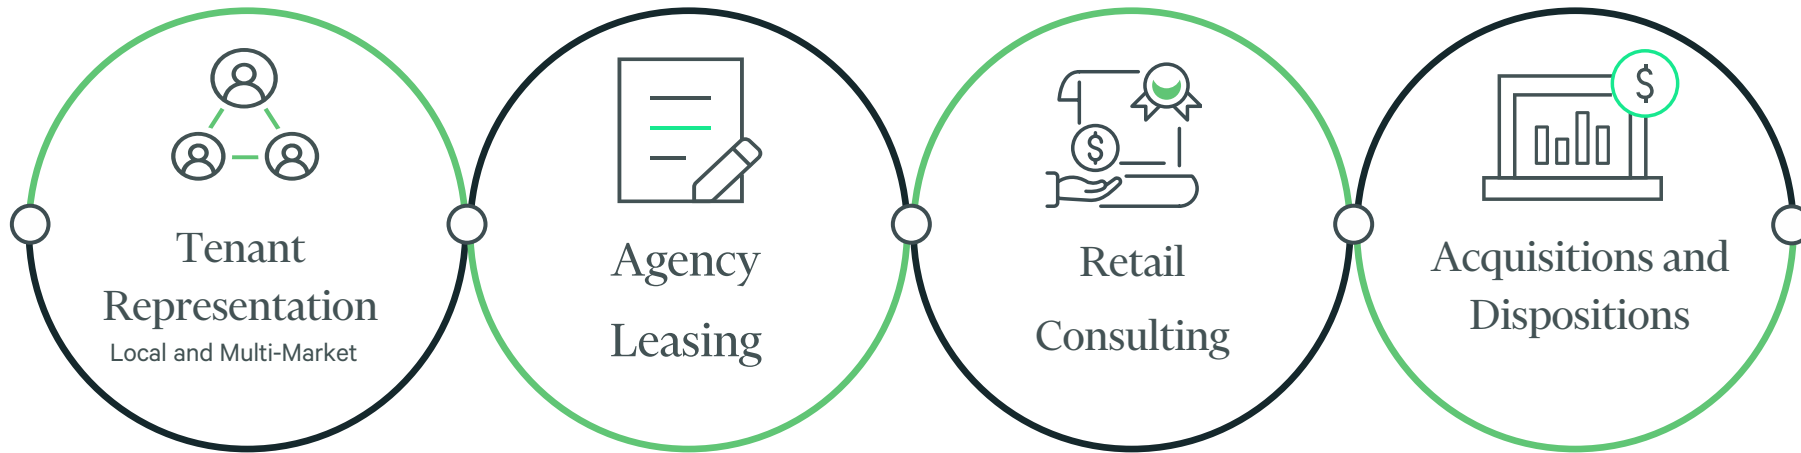 Tenant
Representation
Local and Multi-Market
Agency
Leasing
$
Retail
Consulting
$
Acquisitions and
Dispositions